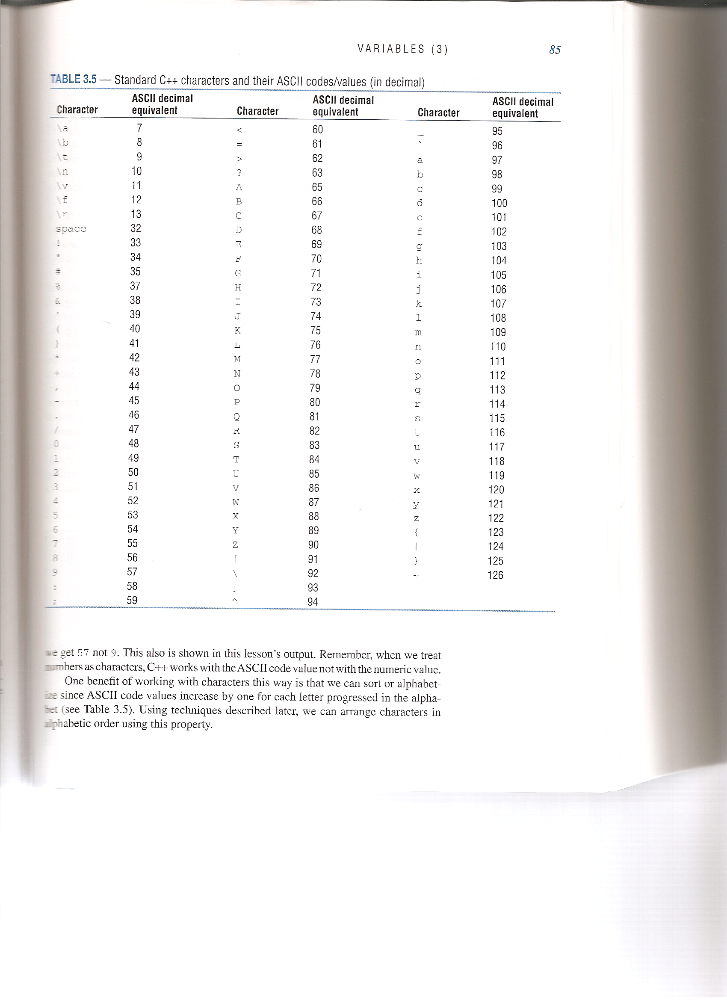 VARIABLES (3) 85
TABLE 3.5 — Standard C++ characters and their ASCII codes/values (in decimal)
Character ASCII decimal equivalent Character ASCII decimal equivalent Character ASCII decimal equivalent
\a 7 < 60 _ 95
\b 8 = 61 ` 96
\t 9 > 62 a 97
\n 10 ? 63 b 98
\v 11 A 65 c 99
\f 12 B 66 d 100
\r 13 C 67 e 101
space 32 D 68 f 102
! 33 E 69 g 103
" 34 F 70 h 104
# 35 G 71 i 105
% 37 H 72 j 106
& 38 I 73 k 107
' 39 J 74 l 108
( 40 K 75 m 109
) 41 L 76 n 110
* 42 M 77 o 111
+ 43 N 78 p 112
, 44 O 79 q 113
- 45 P 80 r 114
. 46 Q 81 s 115
/ 47 R 82 t 116
0 48 S 83 u 117
1 49 T 84 v 118
2 50 U 85 w 119
3 51 V 86 x 120
4 52 W 87 y 121
5 53 X 88 z 122
6 54 Y 89 { 123
7 55 Z 90 | 124
8 56 [ 91 } 125
9 57 \ 92 ~ 126
: 58 ] 93
; 59 ^ 94
we get 57 not 9. This also is shown in this lesson's output. Remember, when we treat
numbers as characters, C++ works with the ASCII code value not with the numeric value.
One benefit of working with characters this way is that we can sort or alphabet-
ize since ASCII code values increase by one for each letter progressed in the alpha-
bet (see Table 3.5). Using techniques described later, we can arrange characters in
alphabetic order using this property.